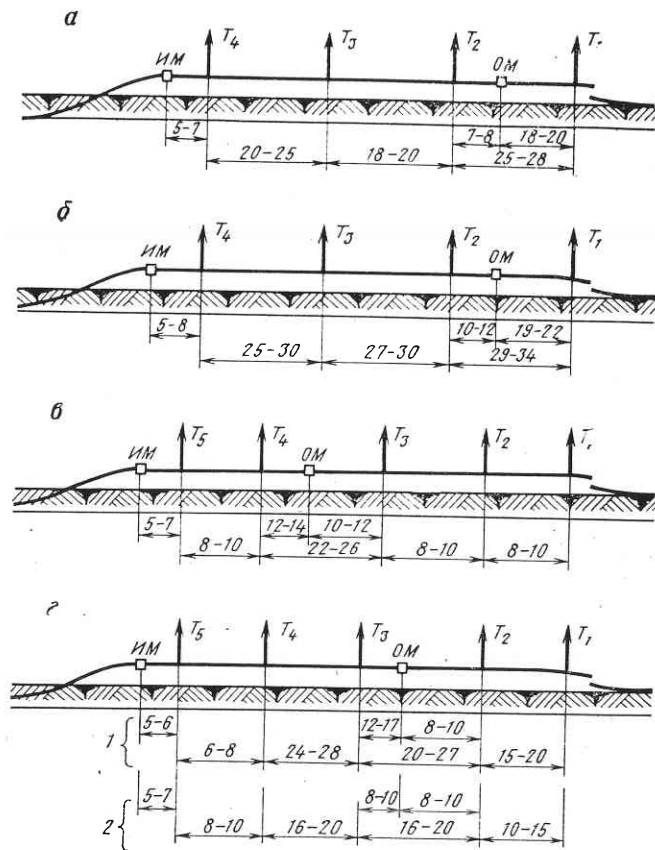 а
T4 T3 T2 T1
ИМ ОМ
5-7 7-8 18-20
20-25 18-20 25-28
б
T4 T3 T2 T1
ИМ ОМ
5-8 10-12 19-22
25-30 27-30 29-34
в
T5 T4 T3 T2 T1
ИМ ОМ
5-7 12-14 10-12
8-10 22-26 8-10 8-10
г
T5 T4 T3 T2 T1
ИМ ОМ
1 5-6 12-17 8-10
6-8 24-28 20-27 15-20
2 5-7 8-10 8-10
8-10 16-20 16-20 10-15